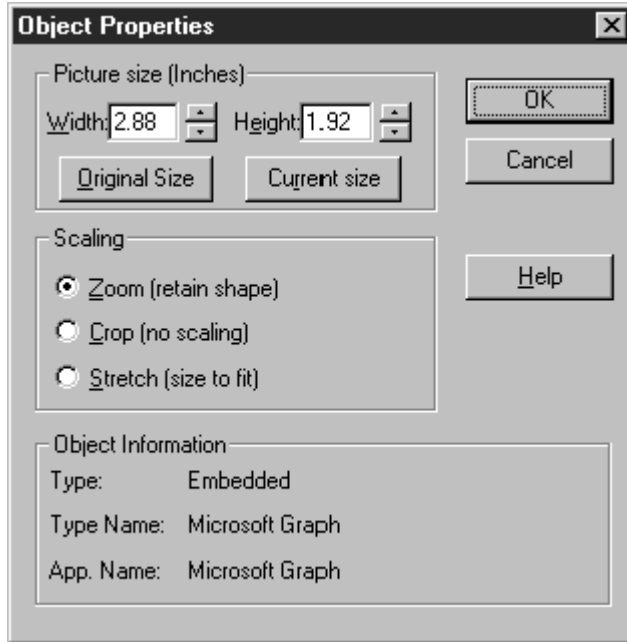 Object Properties
Picture size (Inches)
Width: 2.88 Height: 1.92
Original Size Current size
OK
Cancel
Scaling
Zoom (retain shape)
Crop (no scaling)
Stretch (size to fit)
Help
Object Information
Type: Embedded
Type Name: Microsoft Graph
App. Name: Microsoft Graph